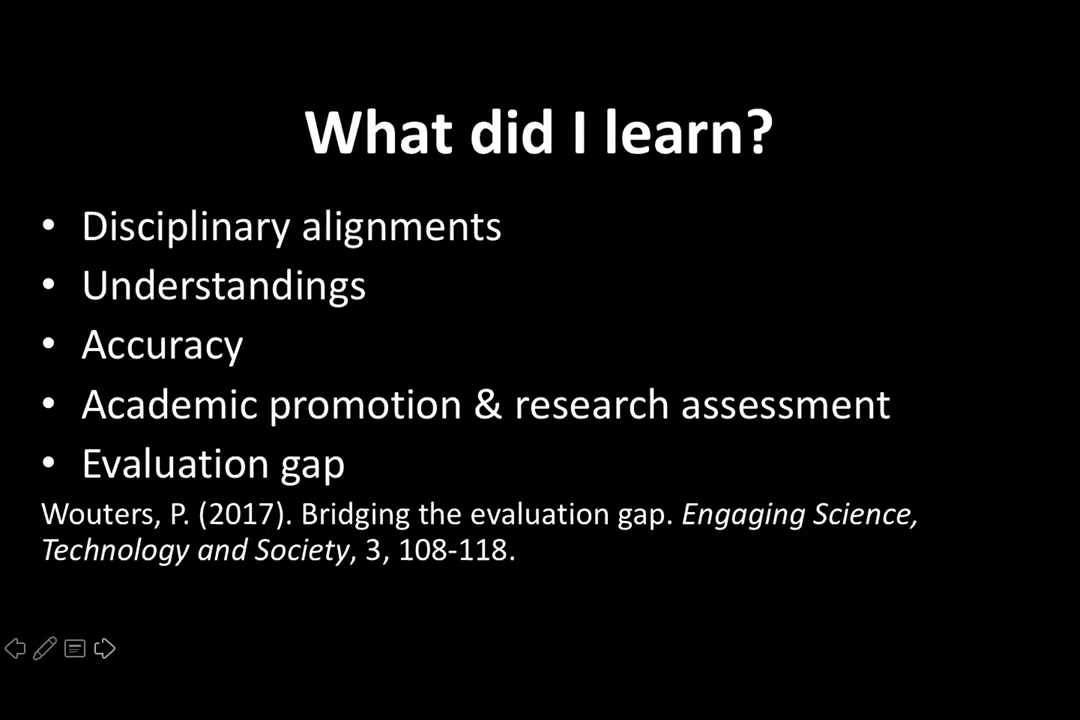 What did I learn?
• Disciplinary alignments
• Understandings
• Accuracy
• Academic promotion & research assessment
• Evaluation gap
Wouters, P. (2017). Bridging the evaluation gap. Engaging Science,
Technology and Society, 3, 108-118.